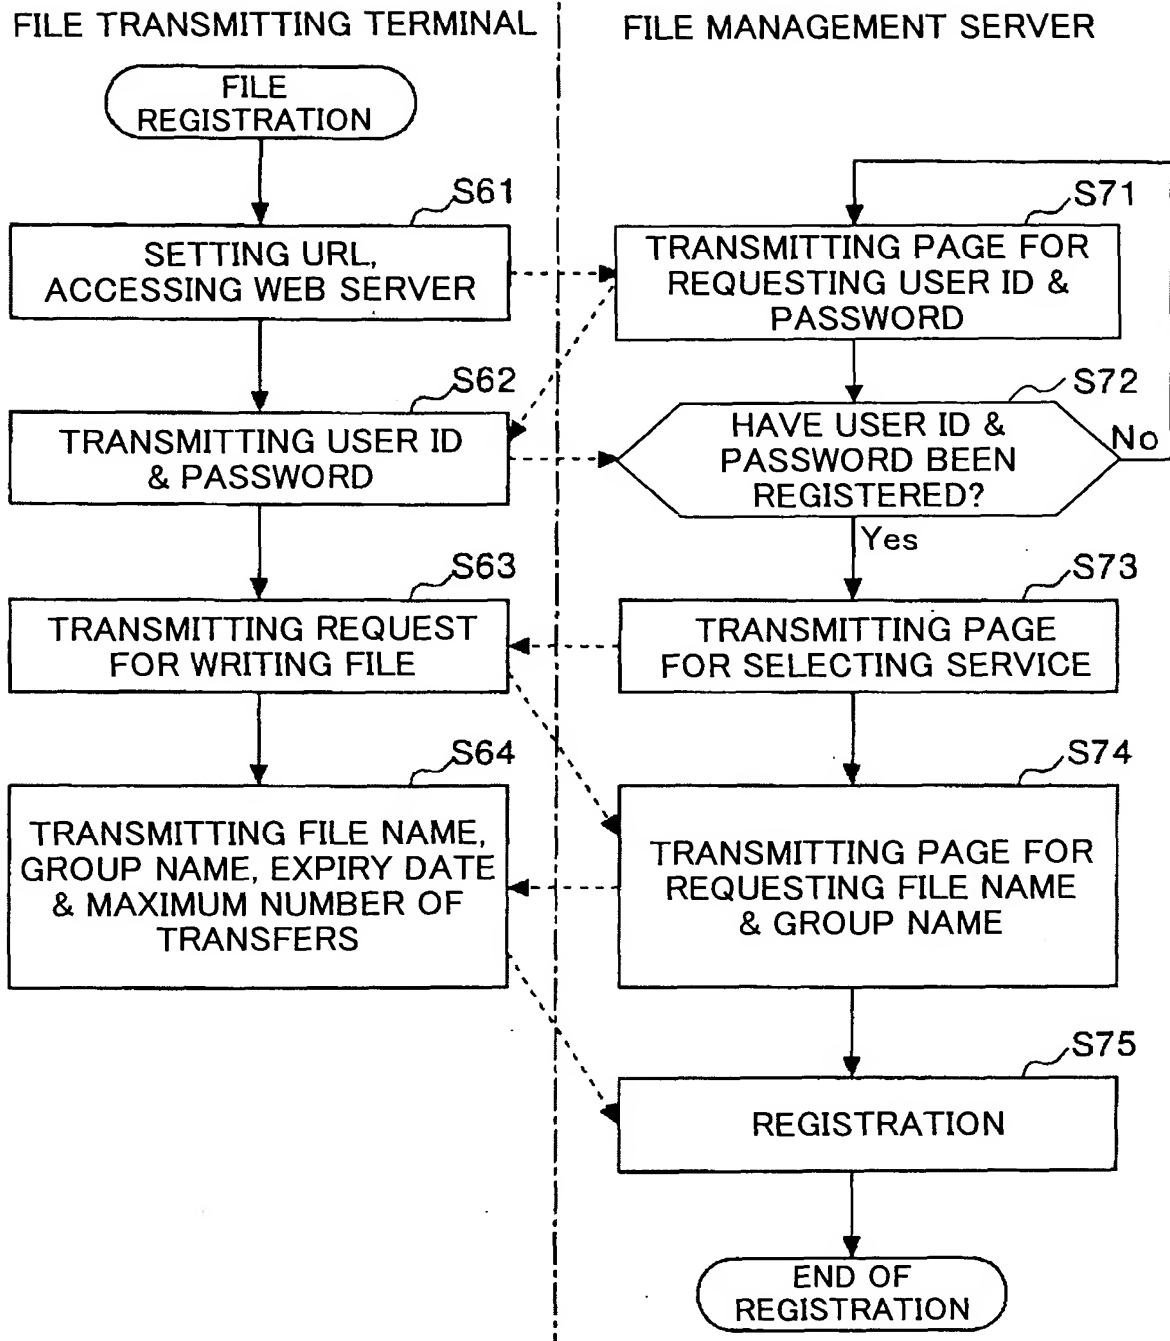 FILE TRANSMITTING TERMINAL
FILE MANAGEMENT SERVER
FILE
REGISTRATION
S61
SETTING URL,
ACCESSING WEB SERVER
S71
TRANSMITTING PAGE FOR
REQUESTING USER ID &
PASSWORD
S62
TRANSMITTING USER ID
& PASSWORD
S72
HAVE USER ID &
PASSWORD BEEN
REGISTERED?
No
Yes
S63
TRANSMITTING REQUEST
FOR WRITING FILE
S73
TRANSMITTING PAGE
FOR SELECTING SERVICE
S64
TRANSMITTING FILE NAME,
GROUP NAME, EXPIRY DATE
& MAXIMUM NUMBER OF
TRANSFERS
S74
TRANSMITTING PAGE FOR
REQUESTING FILE NAME
& GROUP NAME
S75
REGISTRATION
END OF
REGISTRATION